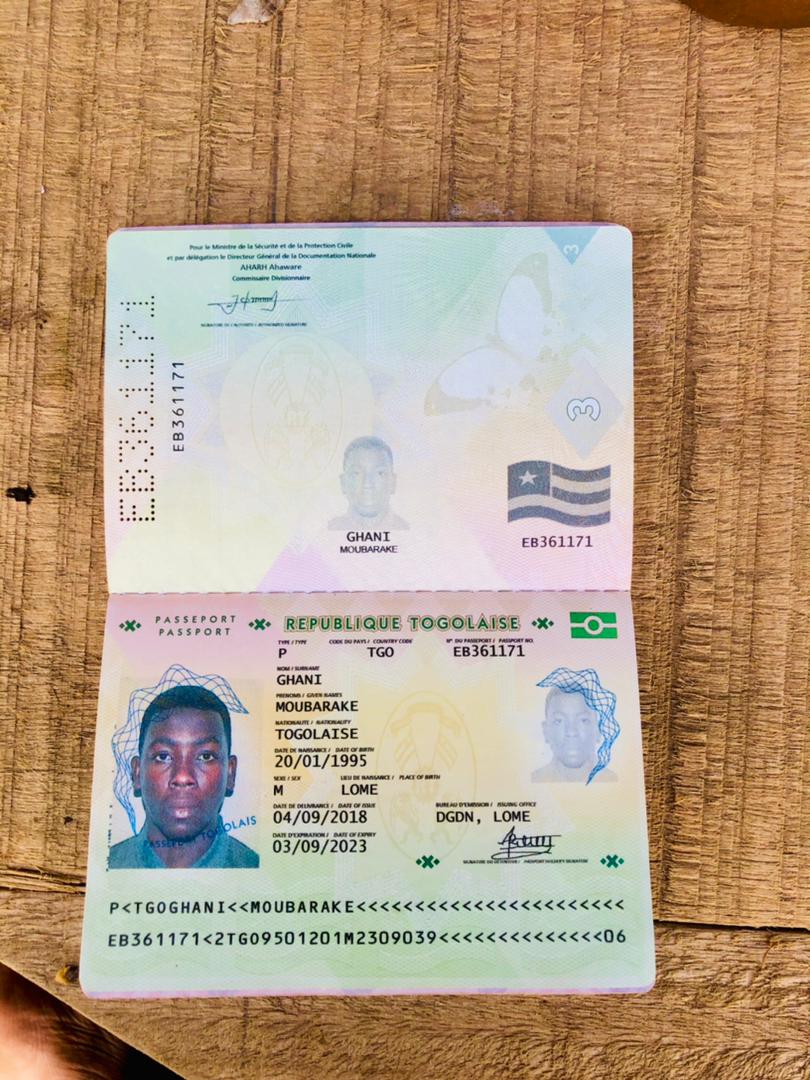 Pour le Ministre de la Sécurité et de la Protection Civile
et par délégation le Directeur Général de la Documentation Nationale
AHARH Ahaware
Commissaire Divisionnaire
SIGNATURE DE L'AUTORITÉ / AUTHORITY'S SIGNATURE
EB361171
EB361171
3
3
GHANI
MOUBARAKE
EB361171
PASSEPORT
PASSPORT
REPUBLIQUE TOGOLAISE
TYPE / TYPE CODE DU PAYS / COUNTRY CODE N° DU PASSEPORT / PASSPORT NO.
P TGO EB361171
NOM / SURNAME
GHANI
PRENOMS / GIVEN NAMES
MOUBARAKE
NATIONALITE / NATIONALITY
TOGOLAISE
DATE DE NAISSANCE / DATE OF BIRTH
20/01/1995
SEXE / SEX LIEU DE NAISSANCE / PLACE OF BIRTH
M LOME
DATE DE DELIVRANCE / DATE OF ISSUE BUREAU D'EMISSION / ISSUING OFFICE
04/09/2018 DGDN, LOME
DATE D'EXPIRATION / DATE OF EXPIRY
03/09/2023
SIGNATURE DU DETENTEUR / PASSPORT HOLDER'S SIGNATURE
PASSEPORT TOGOLAIS
P<TGOGHANI<<MOUBARAKE<<<<<<<<<<<<<<<<<<<<<<<
EB361171<2TGO9501201M2309039<<<<<<<<<<<<<<06